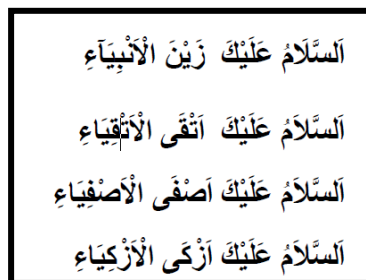 اَلسَّلَامُ عَلَيْكَ زَيْنَ الْاَنْبِيَآءِ
اَلسَّلَامُ عَلَيْكَ اَتْقَى الْاَتْقِيَاءِ
اَلسَّلَامُ عَلَيْكَ اَصْفَى الْاَصْفِيَاءِ
اَلسَّلَامُ عَلَيْكَ اَزْكَى الْاَزْكِيَاءِ